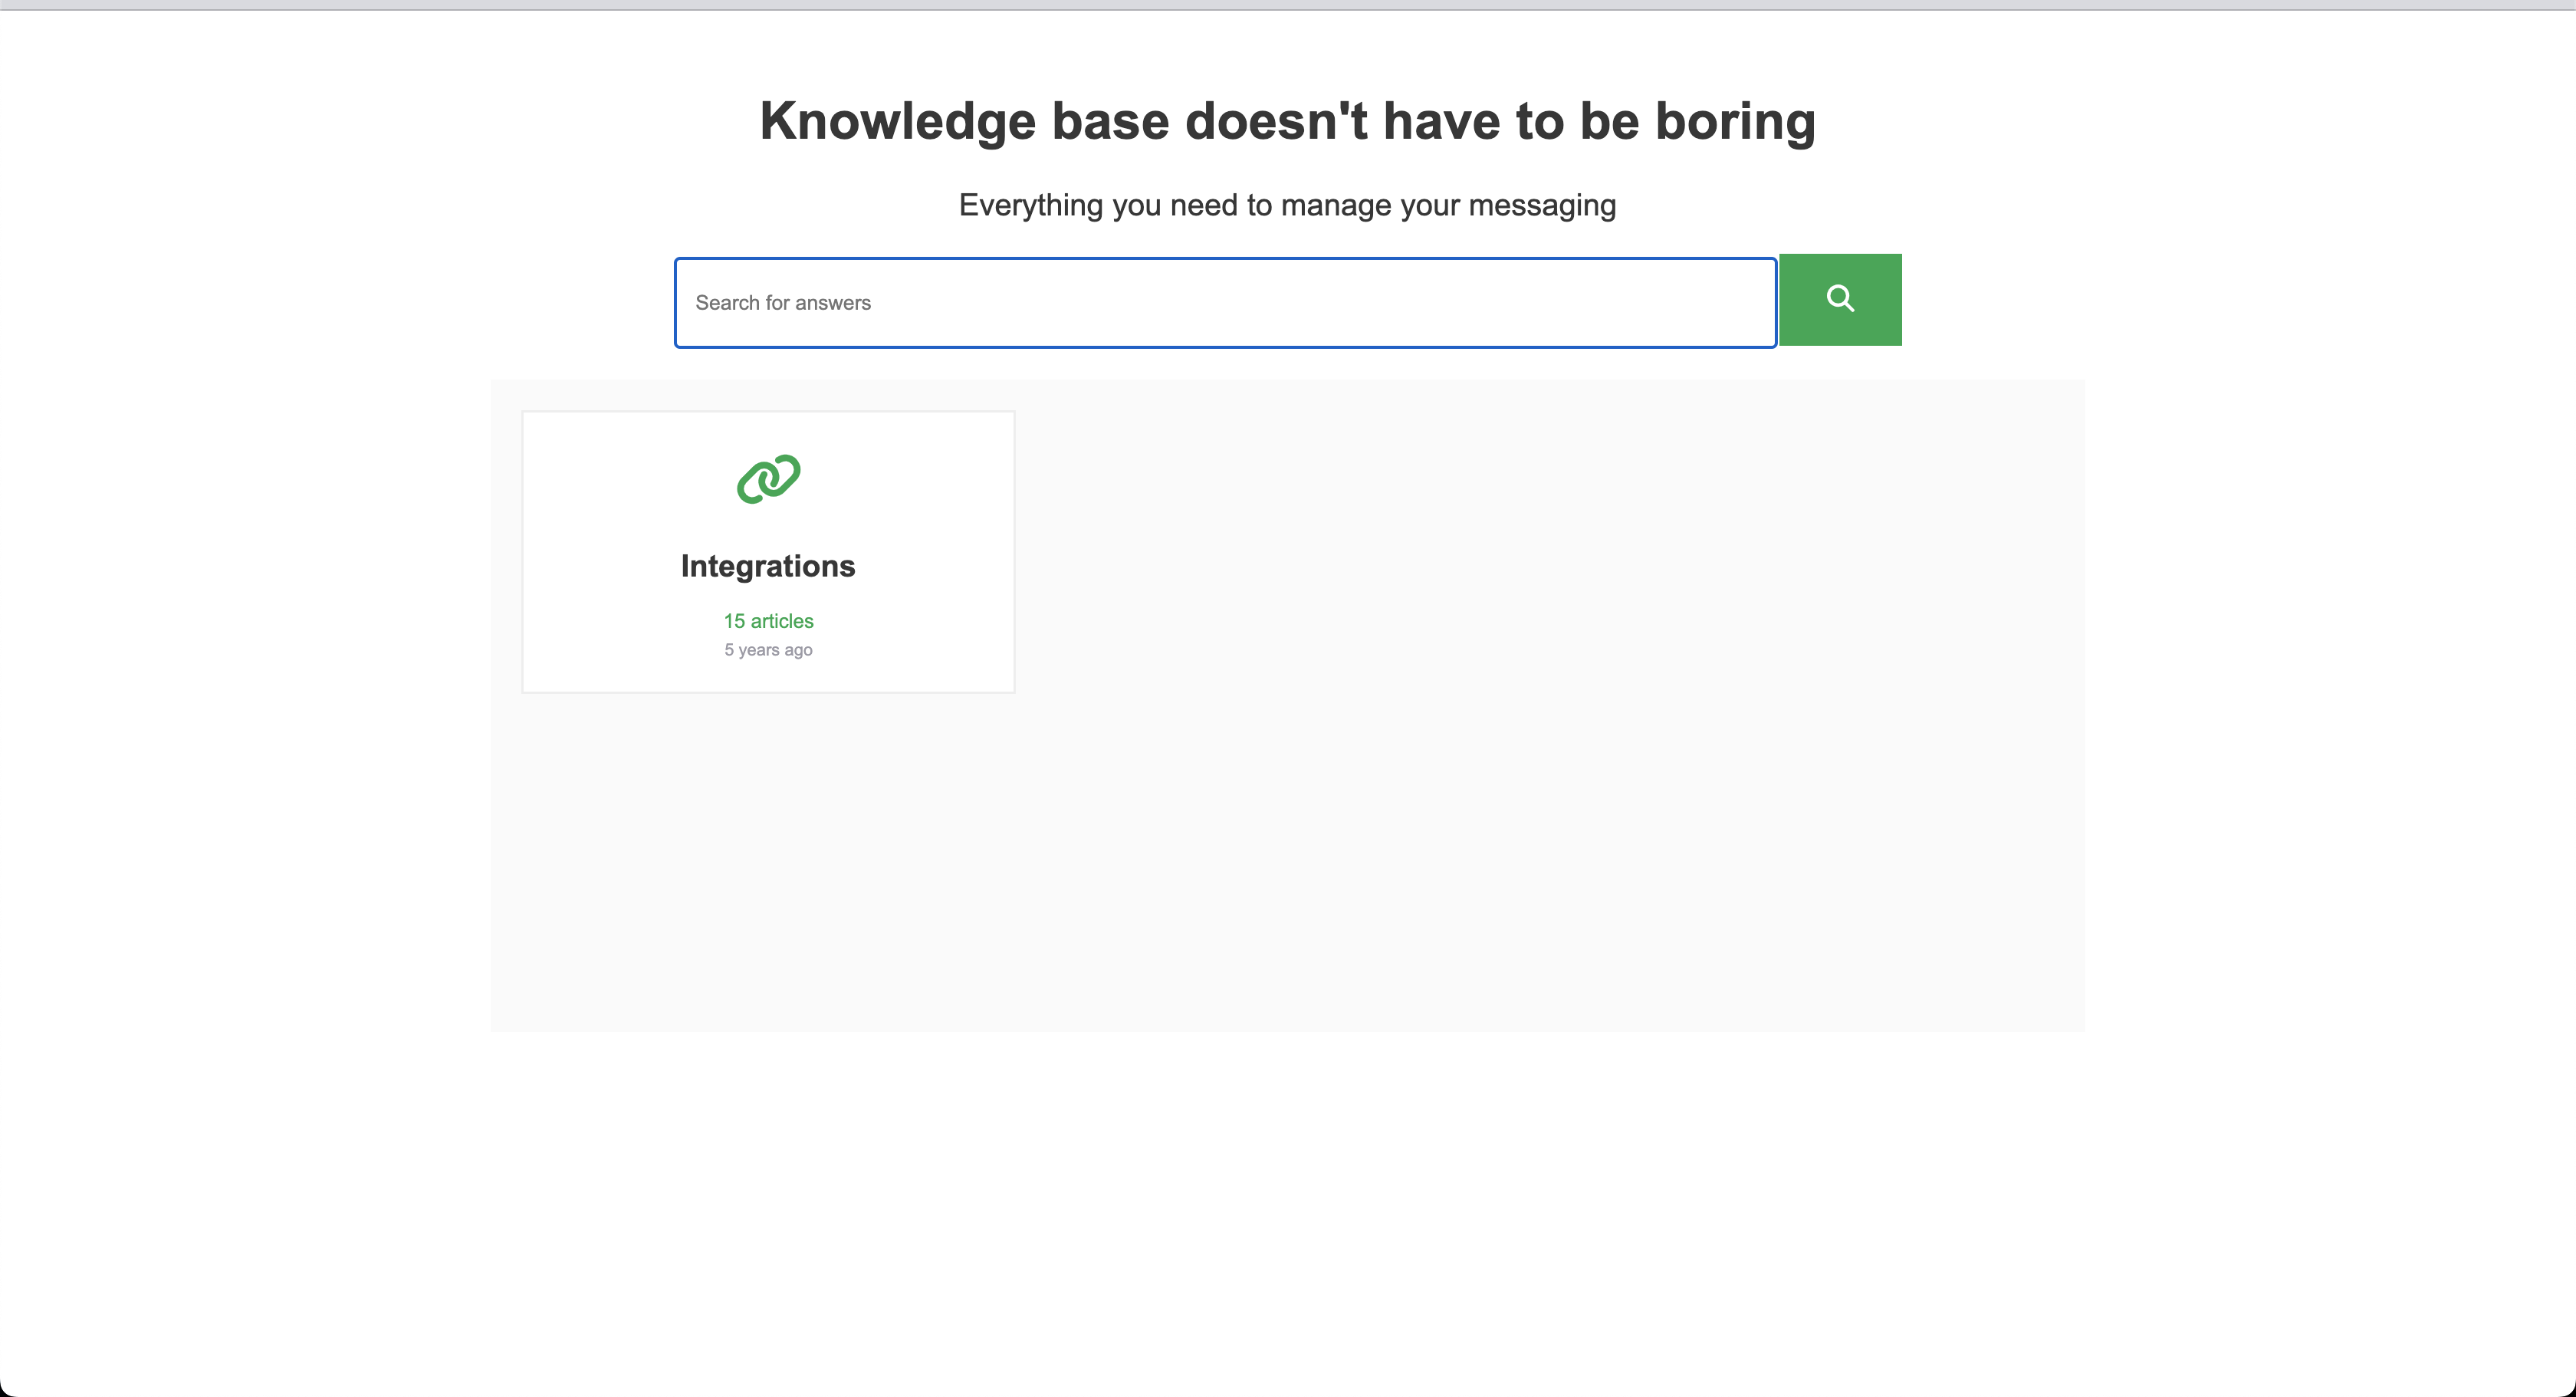 Knowledge base doesn't have to be boring
Everything you need to manage your messaging
Search for answers
Integrations
15 articles
5 years ago